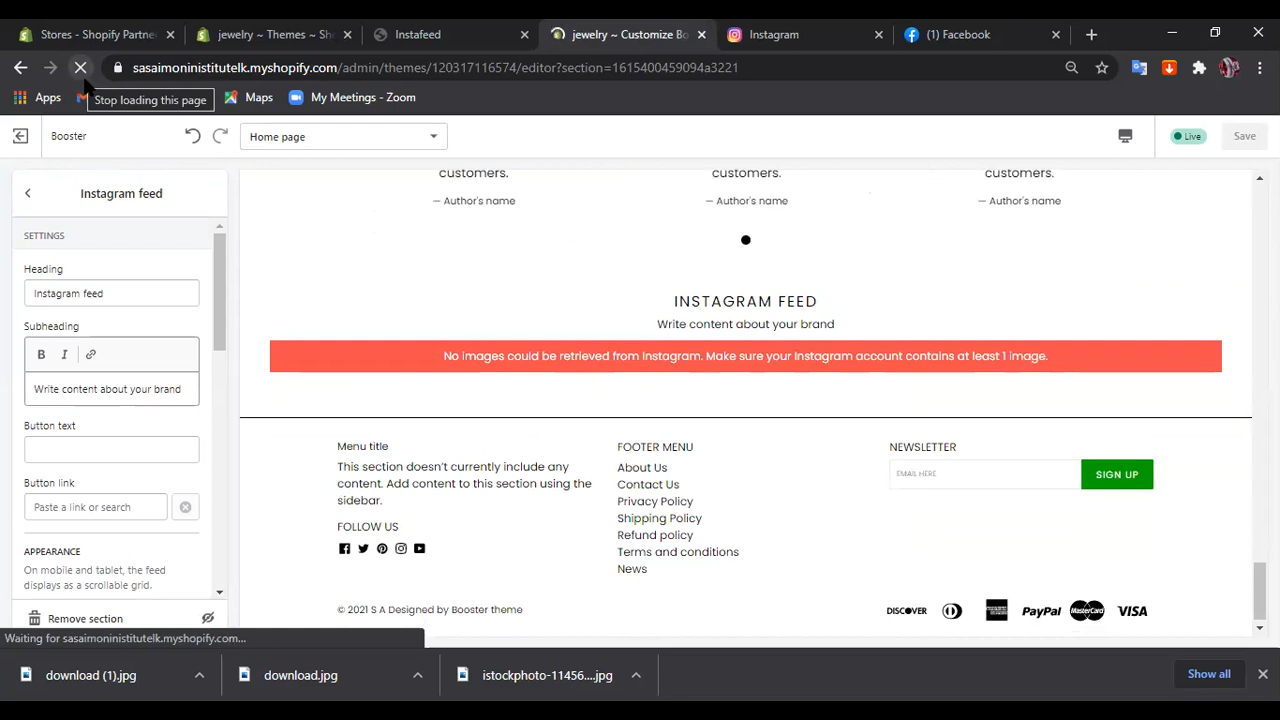 Stores - Shopify Partne
jewelry ~ Themes ~ Sh
Instafeed
jewelry ~ Customize Bo
Instagram
(1) Facebook
sasaimoninistitutelk.myshopify.com/admin/themes/120317116574/editor?section=1615400459094a3221
Apps
Stop loading this page
Maps
My Meetings - Zoom
Booster
Home page
Live
Save
Instagram feed
SETTINGS
Heading
Instagram feed
Subheading
B I
Write content about your brand
Button text
Button link
Paste a link or search
APPEARANCE
On mobile and tablet, the feed
displays as a scrollable grid.
Remove section
customers.
customers.
customers.
— Author's name
— Author's name
— Author's name
INSTAGRAM FEED
Write content about your brand
No images could be retrieved from Instagram. Make sure your Instagram account contains at least 1 image.
Menu title
This section doesn't currently include any
content. Add content to this section using the
sidebar.
FOLLOW US
FOOTER MENU
About Us
Contact Us
Privacy Policy
Shipping Policy
Refund policy
Terms and conditions
News
NEWSLETTER
EMAIL HERE
SIGN UP
© 2021 S A Designed by Booster theme
DISCOVER
PayPal
MasterCard
VISA
Waiting for sasaimoninistitutelk.myshopify.com...
download (1).jpg
download.jpg
istockphoto-11456....jpg
Show all